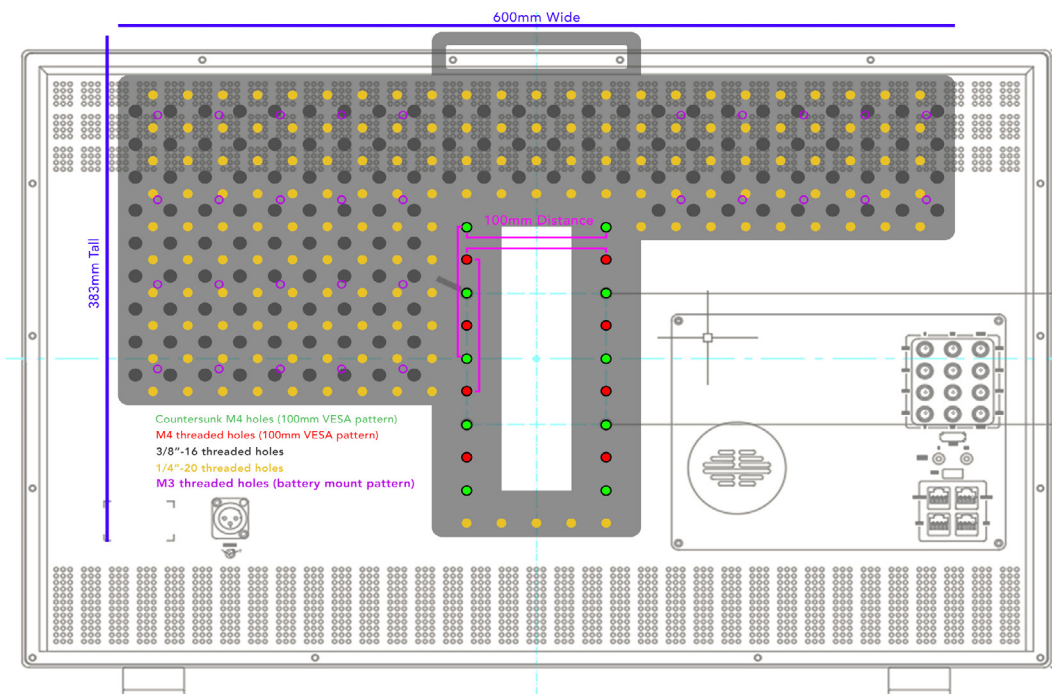 600mm Wide
100mm Distance
383mm Tall
Countersunk M4 holes (100mm VESA pattern)
M4 threaded holes (100mm VESA pattern)
3/8"-16 threaded holes
1/4"-20 threaded holes
M3 threaded holes (battery mount pattern)